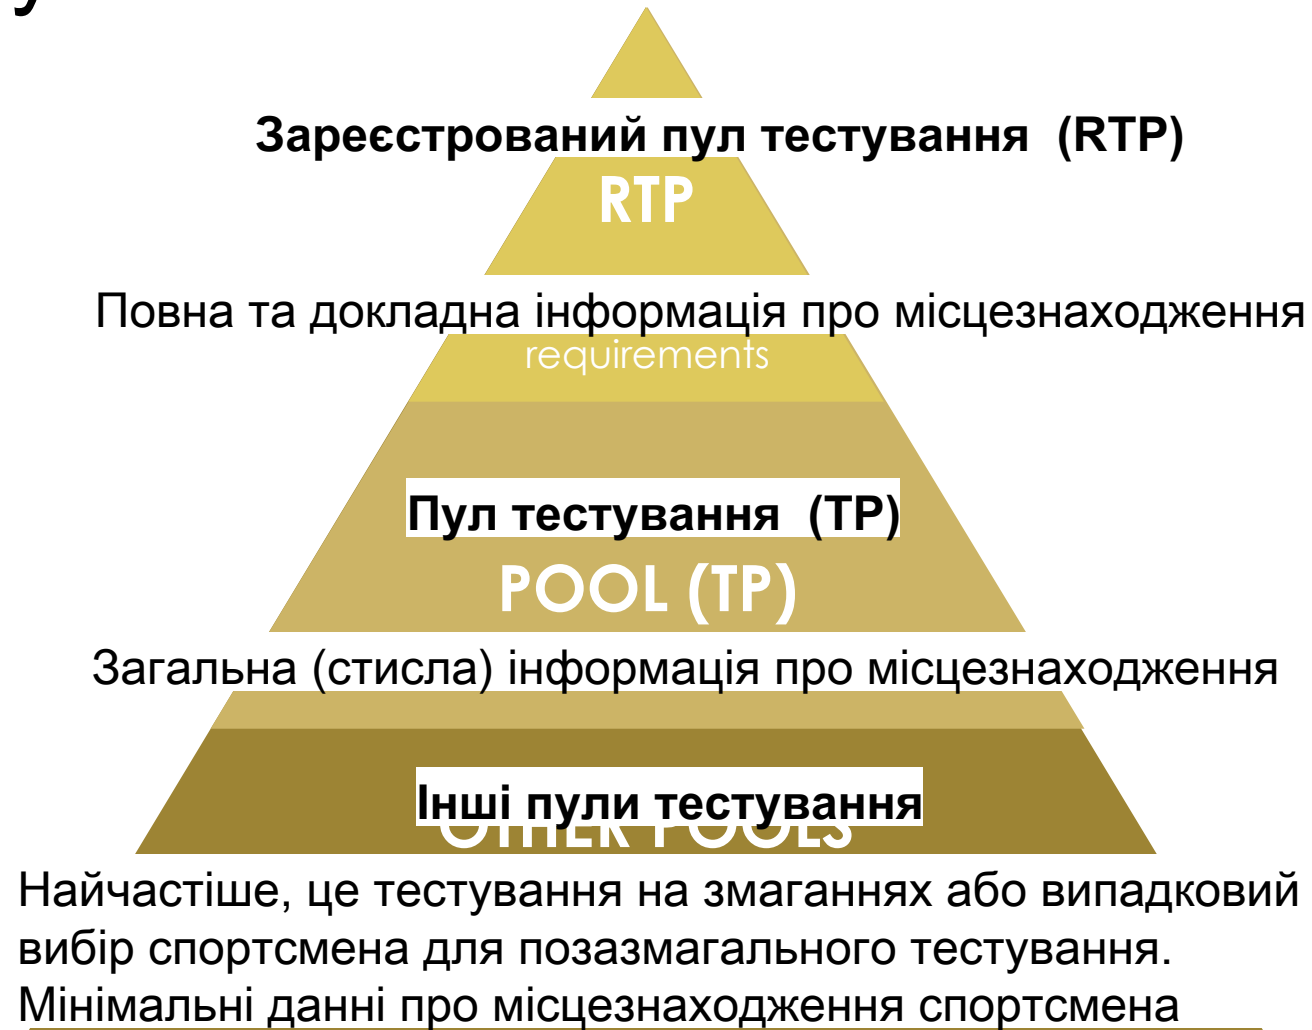 Зареєстрований пул тестування (RTP)
RTP
Повна та докладна інформація про місцезнаходження
requirements
Пул тестування (TP)
POOL (TP)
Загальна (стисла) інформація про місцезнаходження
Інші пули тестування
OTHER POOLS
Найчастіше, це тестування на змаганнях або випадковий
вибір спортсмена для позазмагального тестування.
Мінімальні данні про місцезнаходження спортсмена